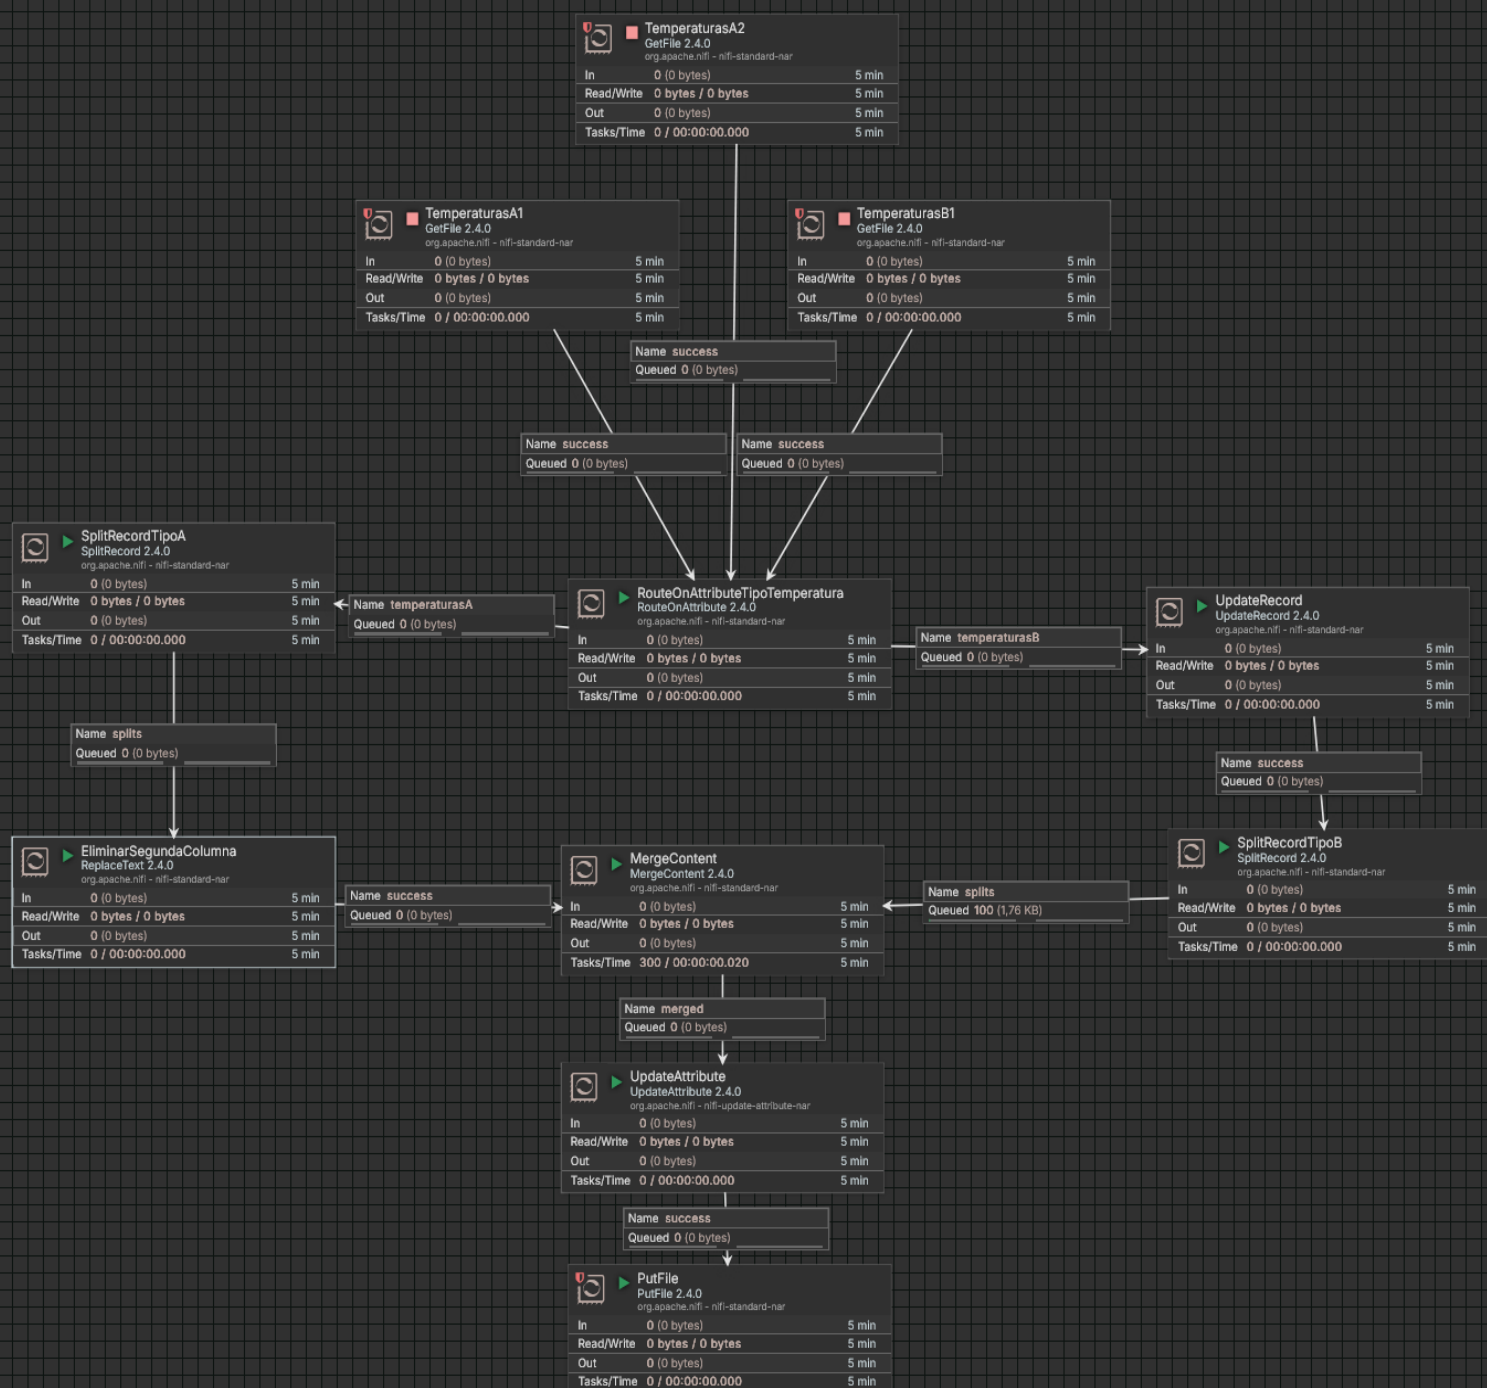 TemperaturasA2
GetFile 2.4.0
org.apache.nifi - nifi-standard-nar
In 0 (0 bytes) 5 min
Read/Write 0 bytes / 0 bytes 5 min
Out 0 (0 bytes) 5 min
Tasks/Time 0 / 00:00:00.000 5 min
TemperaturasA1
GetFile 2.4.0
org.apache.nifi - nifi-standard-nar
In 0 (0 bytes) 5 min
Read/Write 0 bytes / 0 bytes 5 min
Out 0 (0 bytes) 5 min
Tasks/Time 0 / 00:00:00.000 5 min
TemperaturasB1
GetFile 2.4.0
org.apache.nifi - nifi-standard-nar
In 0 (0 bytes) 5 min
Read/Write 0 bytes / 0 bytes 5 min
Out 0 (0 bytes) 5 min
Tasks/Time 0 / 00:00:00.000 5 min
Name success
Queued 0 (0 bytes)
Name success
Queued 0 (0 bytes)
Name success
Queued 0 (0 bytes)
SplitRecordTipoA
SplitRecord 2.4.0
org.apache.nifi - nifi-standard-nar
In 0 (0 bytes) 5 min
Read/Write 0 bytes / 0 bytes 5 min
Out 0 (0 bytes) 5 min
Tasks/Time 0 / 00:00:00.000 5 min
Name temperaturasA
Queued 0 (0 bytes)
RouteOnAttributeTipoTemperatura
RouteOnAttribute 2.4.0
org.apache.nifi - nifi-standard-nar
In 0 (0 bytes) 5 min
Read/Write 0 bytes / 0 bytes 5 min
Out 0 (0 bytes) 5 min
Tasks/Time 0 / 00:00:00.000 5 min
Name temperaturasB
Queued 0 (0 bytes)
UpdateRecord
UpdateRecord 2.4.0
org.apache.nifi - nifi-standard-nar
In 0 (0 bytes) 5 min
Read/Write 0 bytes / 0 bytes 5 min
Out 0 (0 bytes) 5 min
Tasks/Time 0 / 00:00:00.000 5 min
Name splits
Queued 0 (0 bytes)
Name success
Queued 0 (0 bytes)
EliminarSegundaColumna
ReplaceText 2.4.0
org.apache.nifi - nifi-standard-nar
In 0 (0 bytes) 5 min
Read/Write 0 bytes / 0 bytes 5 min
Out 0 (0 bytes) 5 min
Tasks/Time 0 / 00:00:00.000 5 min
Name success
Queued 0 (0 bytes)
MergeContent
MergeContent 2.4.0
org.apache.nifi - nifi-standard-nar
In 0 (0 bytes) 5 min
Read/Write 0 bytes / 0 bytes 5 min
Out 0 (0 bytes) 5 min
Tasks/Time 300 / 00:00:00.020 5 min
Name splits
Queued 100 (1,76 KB)
SplitRecordTipoB
SplitRecord 2.4.0
org.apache.nifi - nifi-standard-nar
In 0 (0 bytes) 5 min
Read/Write 0 bytes / 0 bytes 5 min
Out 0 (0 bytes) 5 min
Tasks/Time 0 / 00:00:00.000 5 min
Name merged
Queued 0 (0 bytes)
UpdateAttribute
UpdateAttribute 2.4.0
org.apache.nifi - nifi-update-attribute-nar
In 0 (0 bytes) 5 min
Read/Write 0 bytes / 0 bytes 5 min
Out 0 (0 bytes) 5 min
Tasks/Time 0 / 00:00:00.000 5 min
Name success
Queued 0 (0 bytes)
PutFile
PutFile 2.4.0
org.apache.nifi - nifi-standard-nar
In 0 (0 bytes) 5 min
Read/Write 0 bytes / 0 bytes 5 min
Out 0 (0 bytes) 5 min
Tasks/Time 0 / 00:00:00.000 5 min